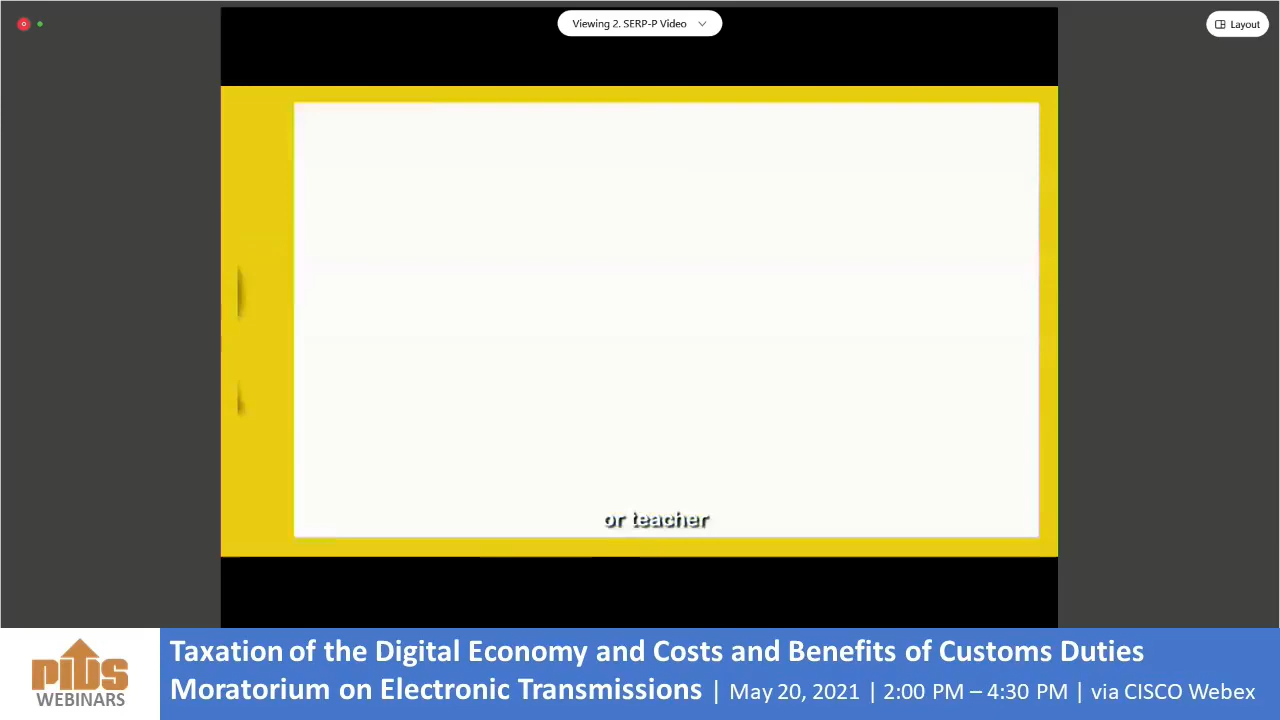 Viewing 2. SERP-P Video
Layout
or teacher
PIDS
WEBINARS
Taxation of the Digital Economy and Costs and Benefits of Customs Duties
Moratorium on Electronic Transmissions | May 20, 2021 | 2:00 PM – 4:30 PM | via CISCO Webex